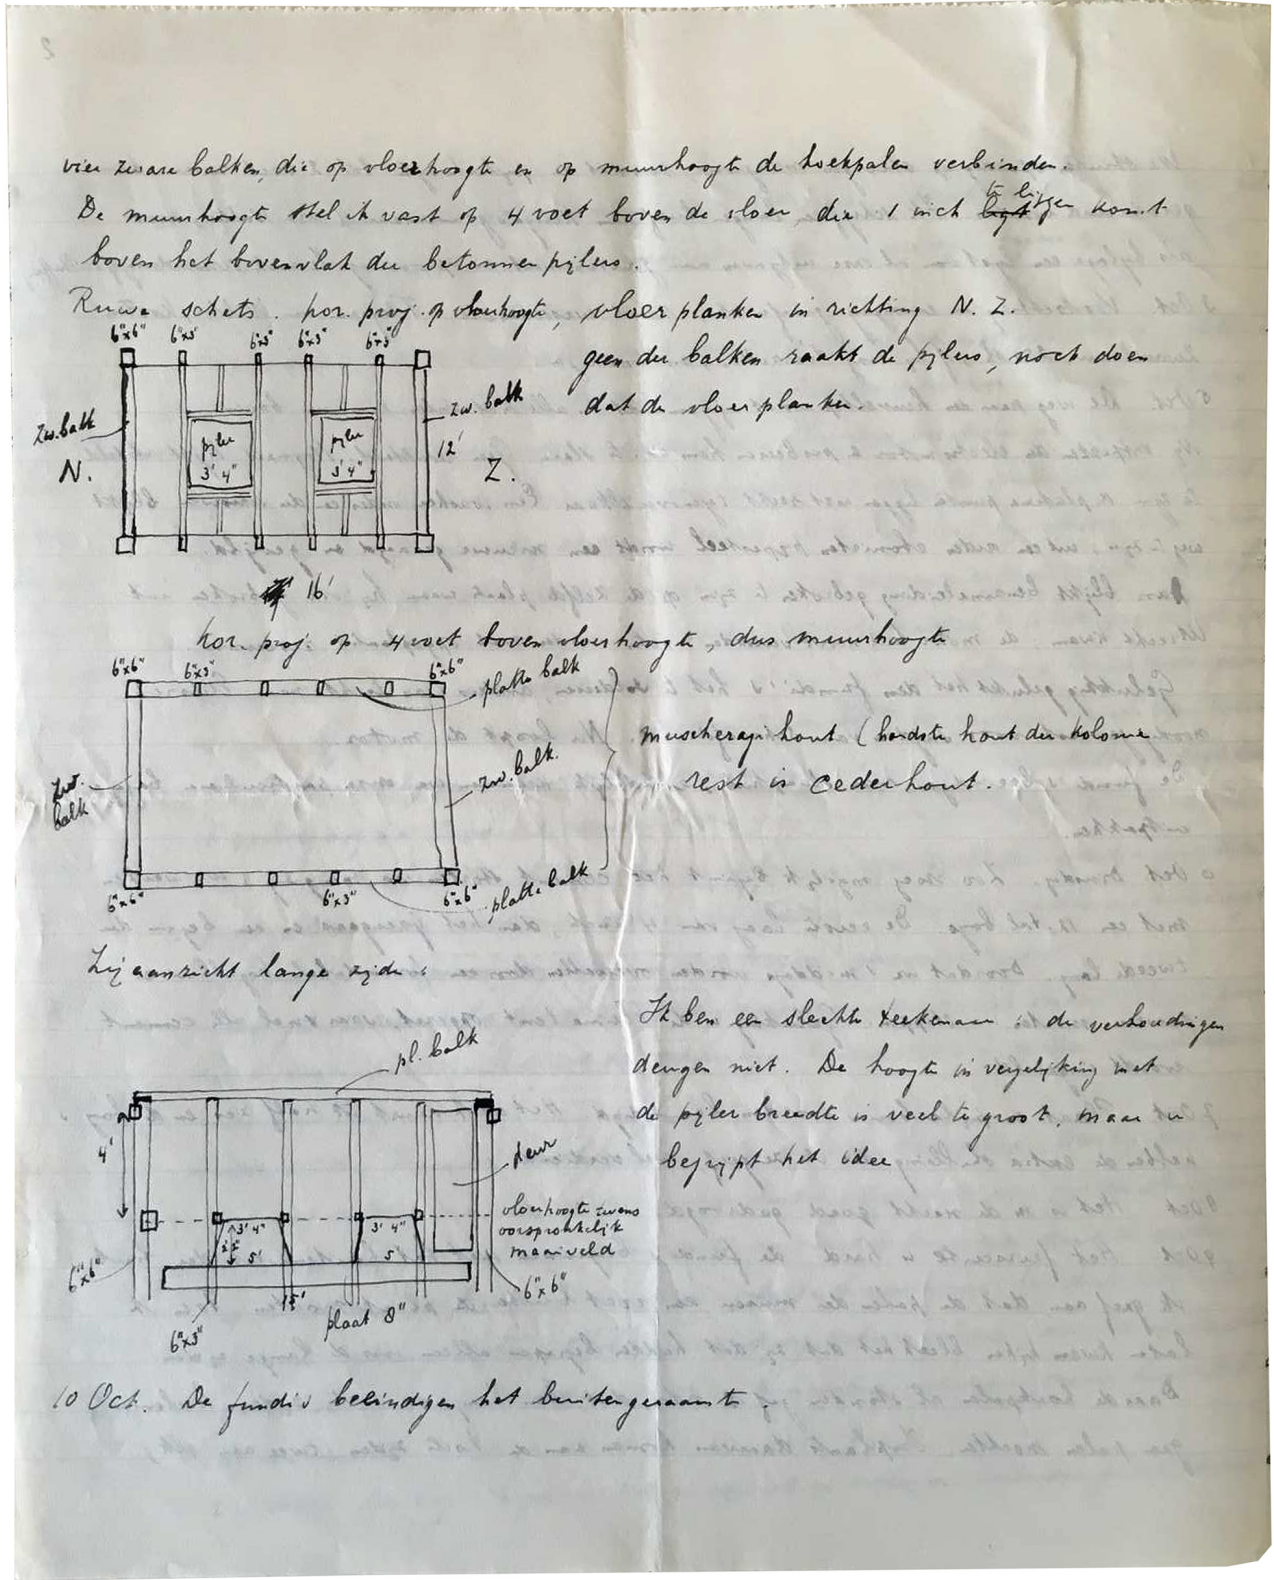 2
vier zware balken, die op vloerhoogte en op muurhoogte de hoekpalen verbinden.
De muurhoogte stel ik vast op 4 voet boven de vloer, die 1 inch ligt te liggen komt
boven het bovenvlak der betonnen pijlers.
Ruwe schets. hor. proj. op vloerhoogte, vloerplanken in richting N. Z.
6"x6" 6"x3" 6"x3" 6"x3" 6"x3"
geen der balken raakt de pijlers, noch doen
dat de vloerplanken.
zw. balk
zw. balk
N.
pijler
3' 4"
pijler
3' 4"
12'
Z.
16'
hor. proj. op 4 voet boven vloerhoogte, dus muurhoogte
6"x6" 6"x3" 6"x6"
platte balk
muscheragi hout (hardste hout der kolonie
rest is cederhout.
zw. balk
zw. balk
6"x6" 6"x3" 6"x6"
platte balk
Zijaanzicht lange zijde
Ik ben een slechte teekenaar: de verhoudingen
deugen niet. De hoogte in vergelijking met
de pijlerbreedte is veel te groot, maar u
begrijpt het idee
pl. balk
4'
deur
vloerhoogte tevens
oorspronkelijk
maaiveld
3' 4"
5'
3' 4"
5'
6"x6"
6"x6"
6"x3"
plaat 8"
10 Oct. De fundi's beëindigen het buitengeraamte.